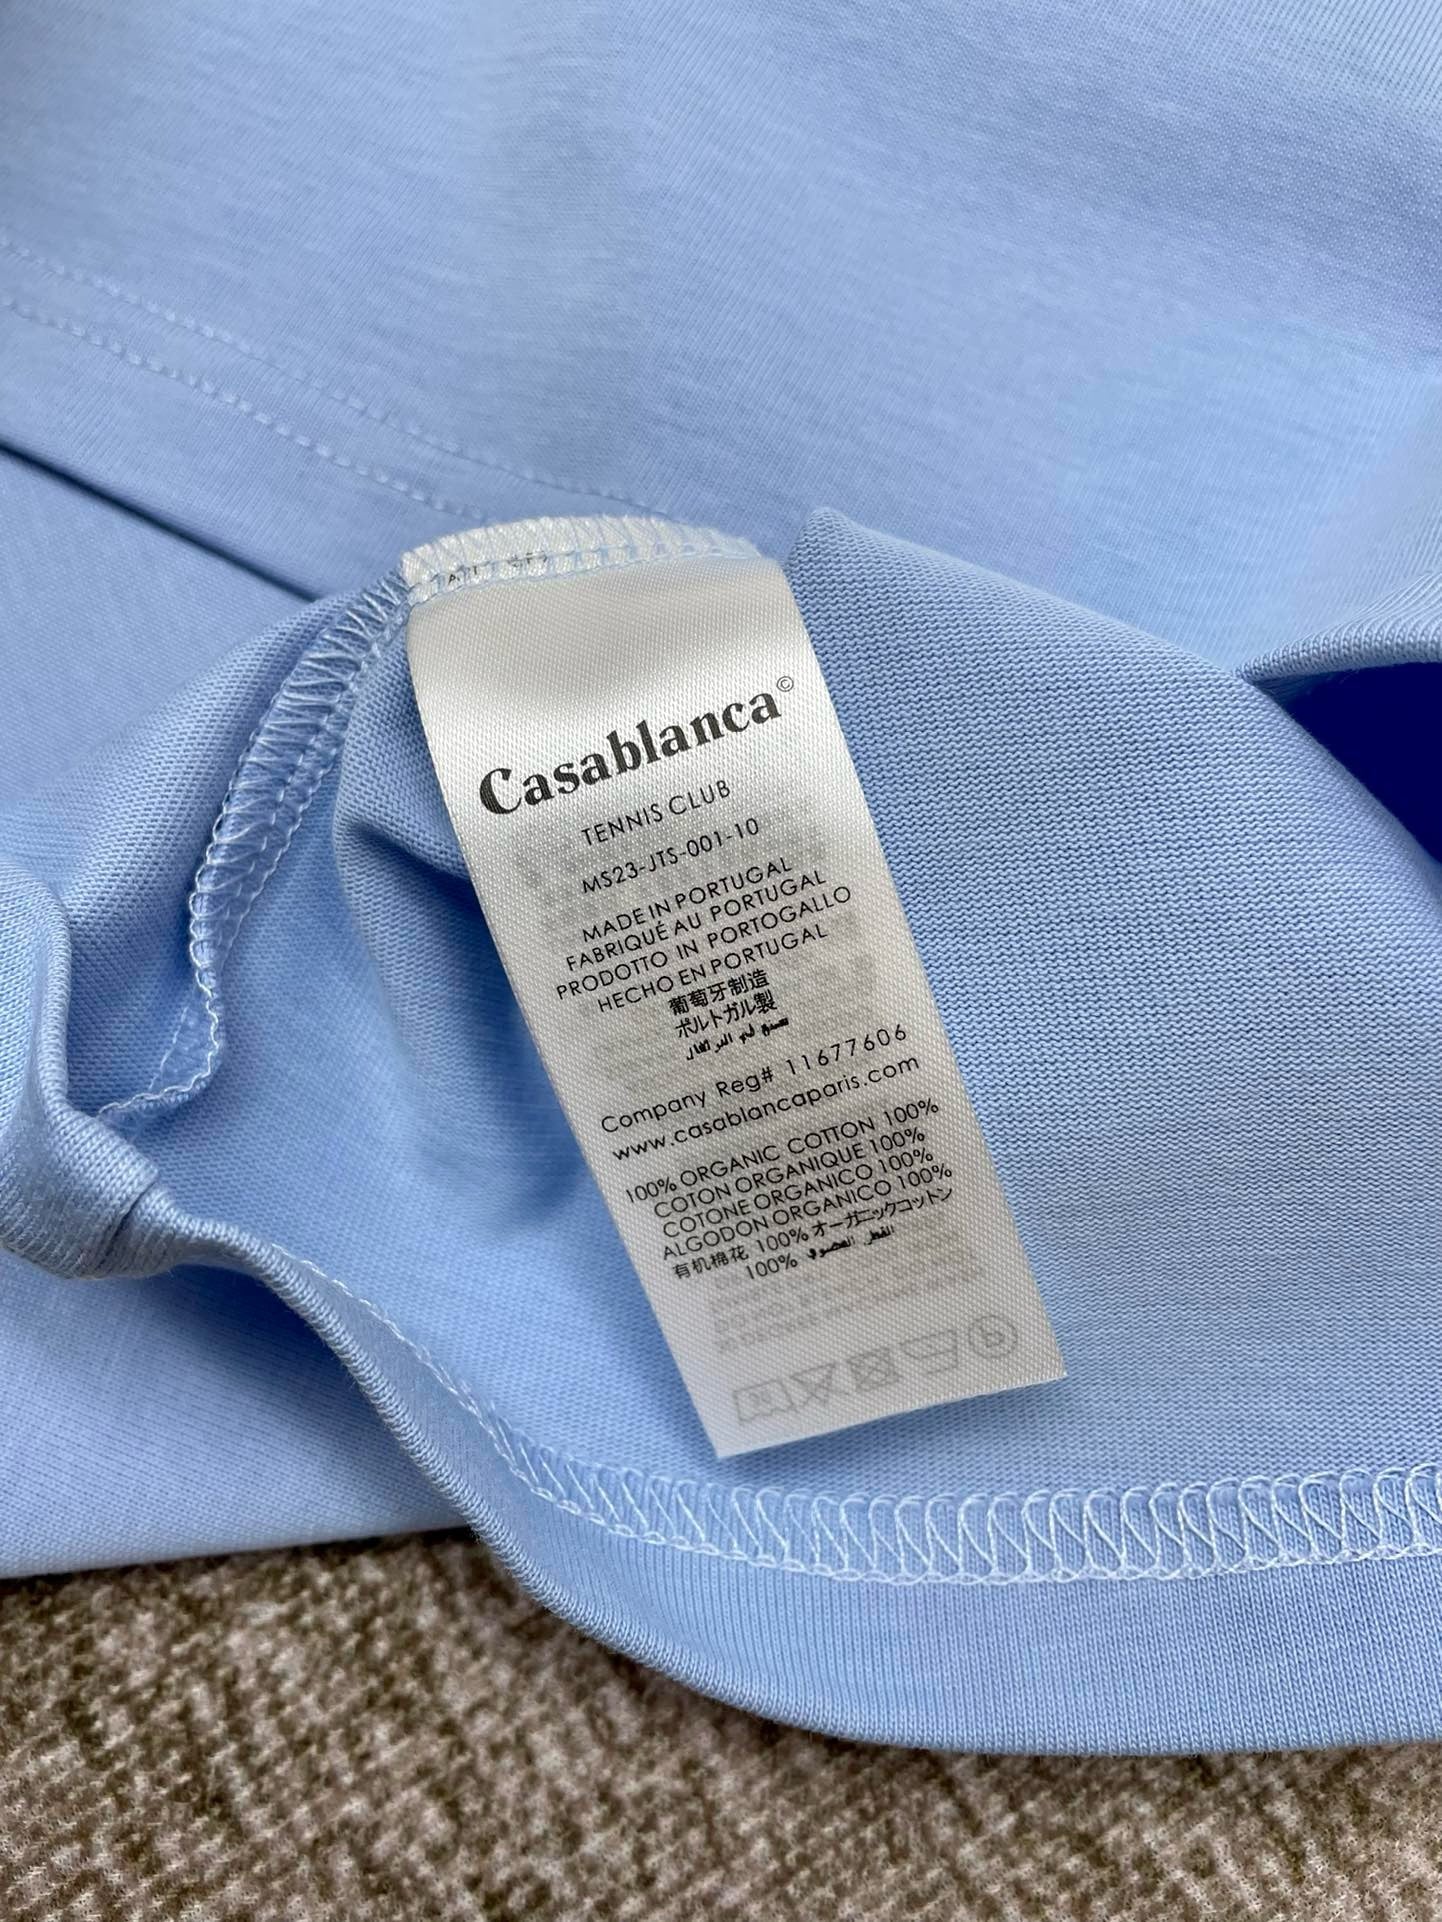 Casablanca©
TENNIS CLUB
MS23-JTS-001-10
MADE IN PORTUGAL
FABRIQUÉ AU PORTUGAL
PRODOTTO IN PORTOGALLO
HECHO EN PORTUGAL
葡萄牙制造
ポルトガル製
Company Reg# 11677606
www.casablancaparis.com
100% ORGANIC COTTON 100%
COTON ORGANIQUE 100%
COTONE ORGANICO 100%
ALGODON ORGANICO 100%
有机棉花 100% オーガニックコットン
100%